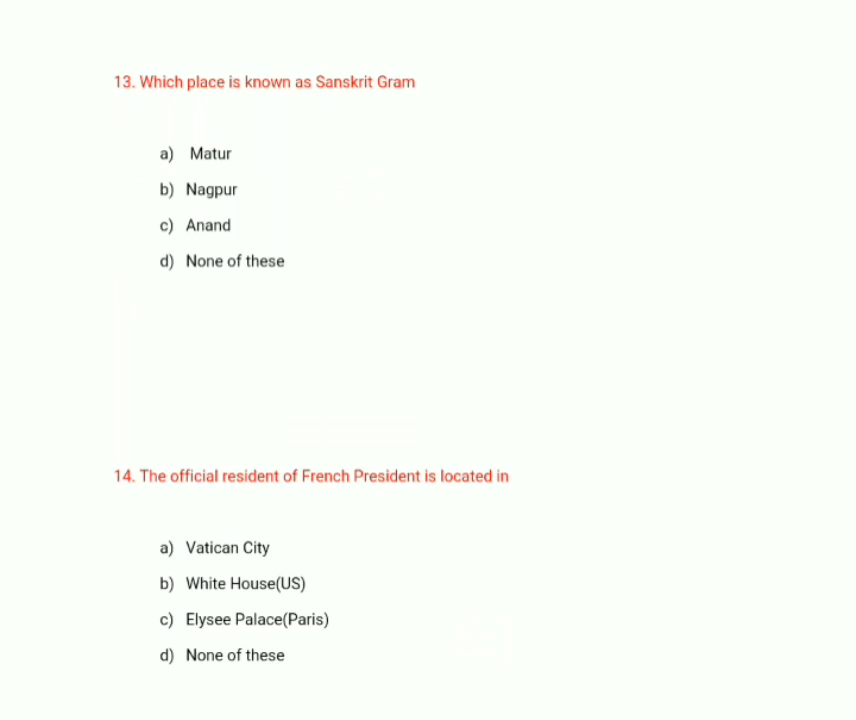 13. Which place is known as Sanskrit Gram
a) Matur
b) Nagpur
c) Anand
d) None of these
14. The official resident of French President is located in
a) Vatican City
b) White House(US)
c) Elysee Palace(Paris)
d) None of these